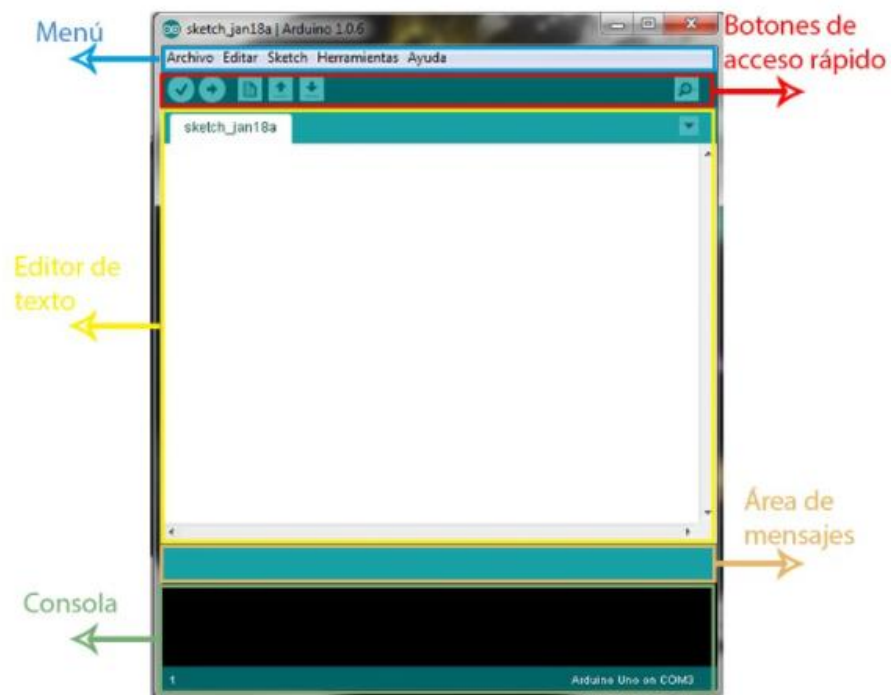 Menú
sketch_jan18a | Arduino 1.0.6
Botones de
acceso rápido
Archivo Editar Sketch Herramientas Ayuda
sketch_jan18a
Editor de
texto
Área de
mensajes
Consola
1
Arduino Uno on COM3